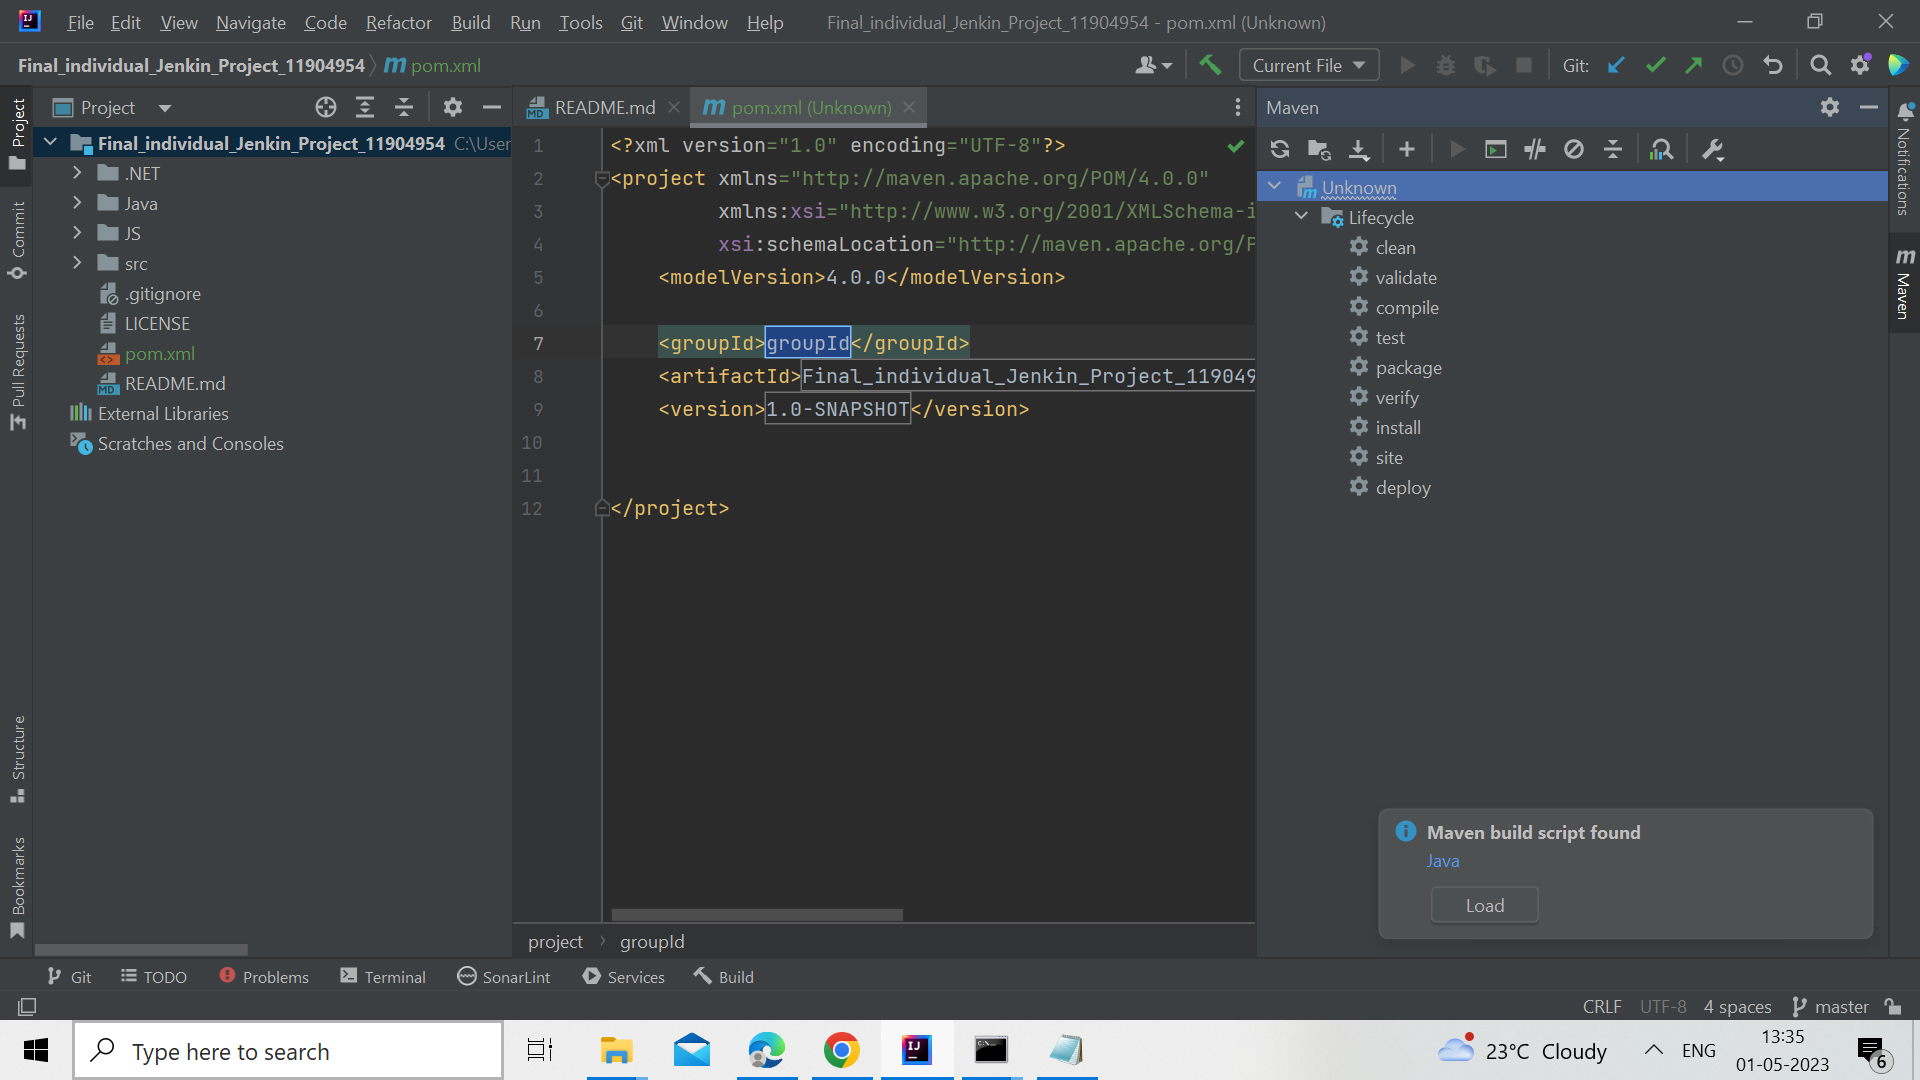 File Edit View Navigate Code Refactor Build Run Tools Git Window Help Final_individual_Jenkin_Project_11904954 - pom.xml (Unknown)
Final_individual_Jenkin_Project_11904954 pom.xml Current File Git:
Project
README.md
pom.xml (Unknown)
Maven
Project
Commit
Pull Requests
Structure
Bookmarks
Final_individual_Jenkin_Project_11904954 C:\User
.NET
Java
JS
src
.gitignore
LICENSE
pom.xml
README.md
External Libraries
Scratches and Consoles
1 <?xml version="1.0" encoding="UTF-8"?>
2 <project xmlns="http://maven.apache.org/POM/4.0.0"
3 xmlns:xsi="http://www.w3.org/2001/XMLSchema-i
4 xsi:schemaLocation="http://maven.apache.org/P
5 <modelVersion>4.0.0</modelVersion>
6
7 <groupId>groupId</groupId>
8 <artifactId>Final_individual_Jenkin_Project_119049
9 <version>1.0-SNAPSHOT</version>
10
11
12 </project>
project > groupId
Unknown
Lifecycle
clean
validate
compile
test
package
verify
install
site
deploy
Maven build script found
Java
Load
Notifications
Maven
Git TODO Problems Terminal SonarLint Services Build
CRLF UTF-8 4 spaces master
Type here to search
23°C Cloudy
ENG
13:35
01-05-2023
6